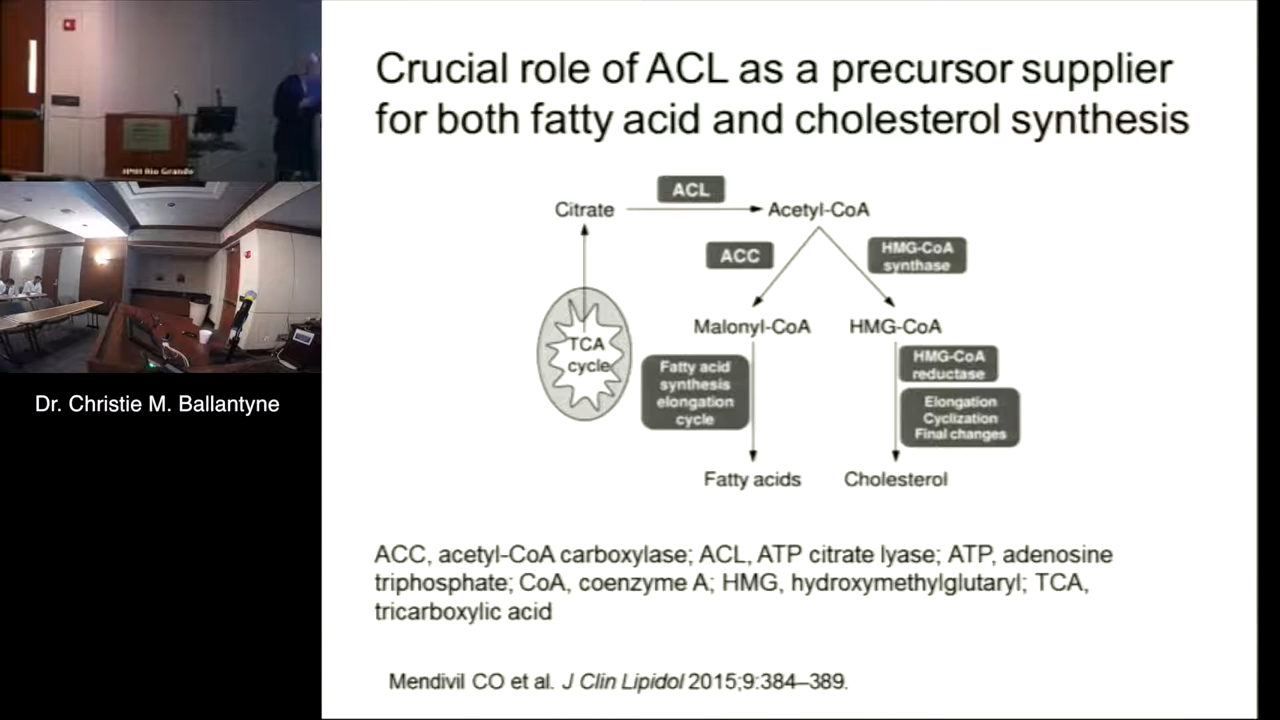 Crucial role of ACL as a precursor supplier
for both fatty acid and cholesterol synthesis
ACL
Citrate
Acetyl-CoA
ACC
HMG-CoA
synthase
Malonyl-CoA
HMG-CoA
TCA
cycle
Fatty acid
synthesis
elongation
cycle
HMG-CoA
reductase
Elongation
Cyclization
Final changes
Fatty acids
Cholesterol
ACC, acetyl-CoA carboxylase; ACL, ATP citrate lyase; ATP, adenosine
triphosphate; CoA, coenzyme A; HMG, hydroxymethylglutaryl; TCA,
tricarboxylic acid
Mendivil CO et al. J Clin Lipidol 2015;9:384–389.
HMH Rio Grande
Dr. Christie M. Ballantyne